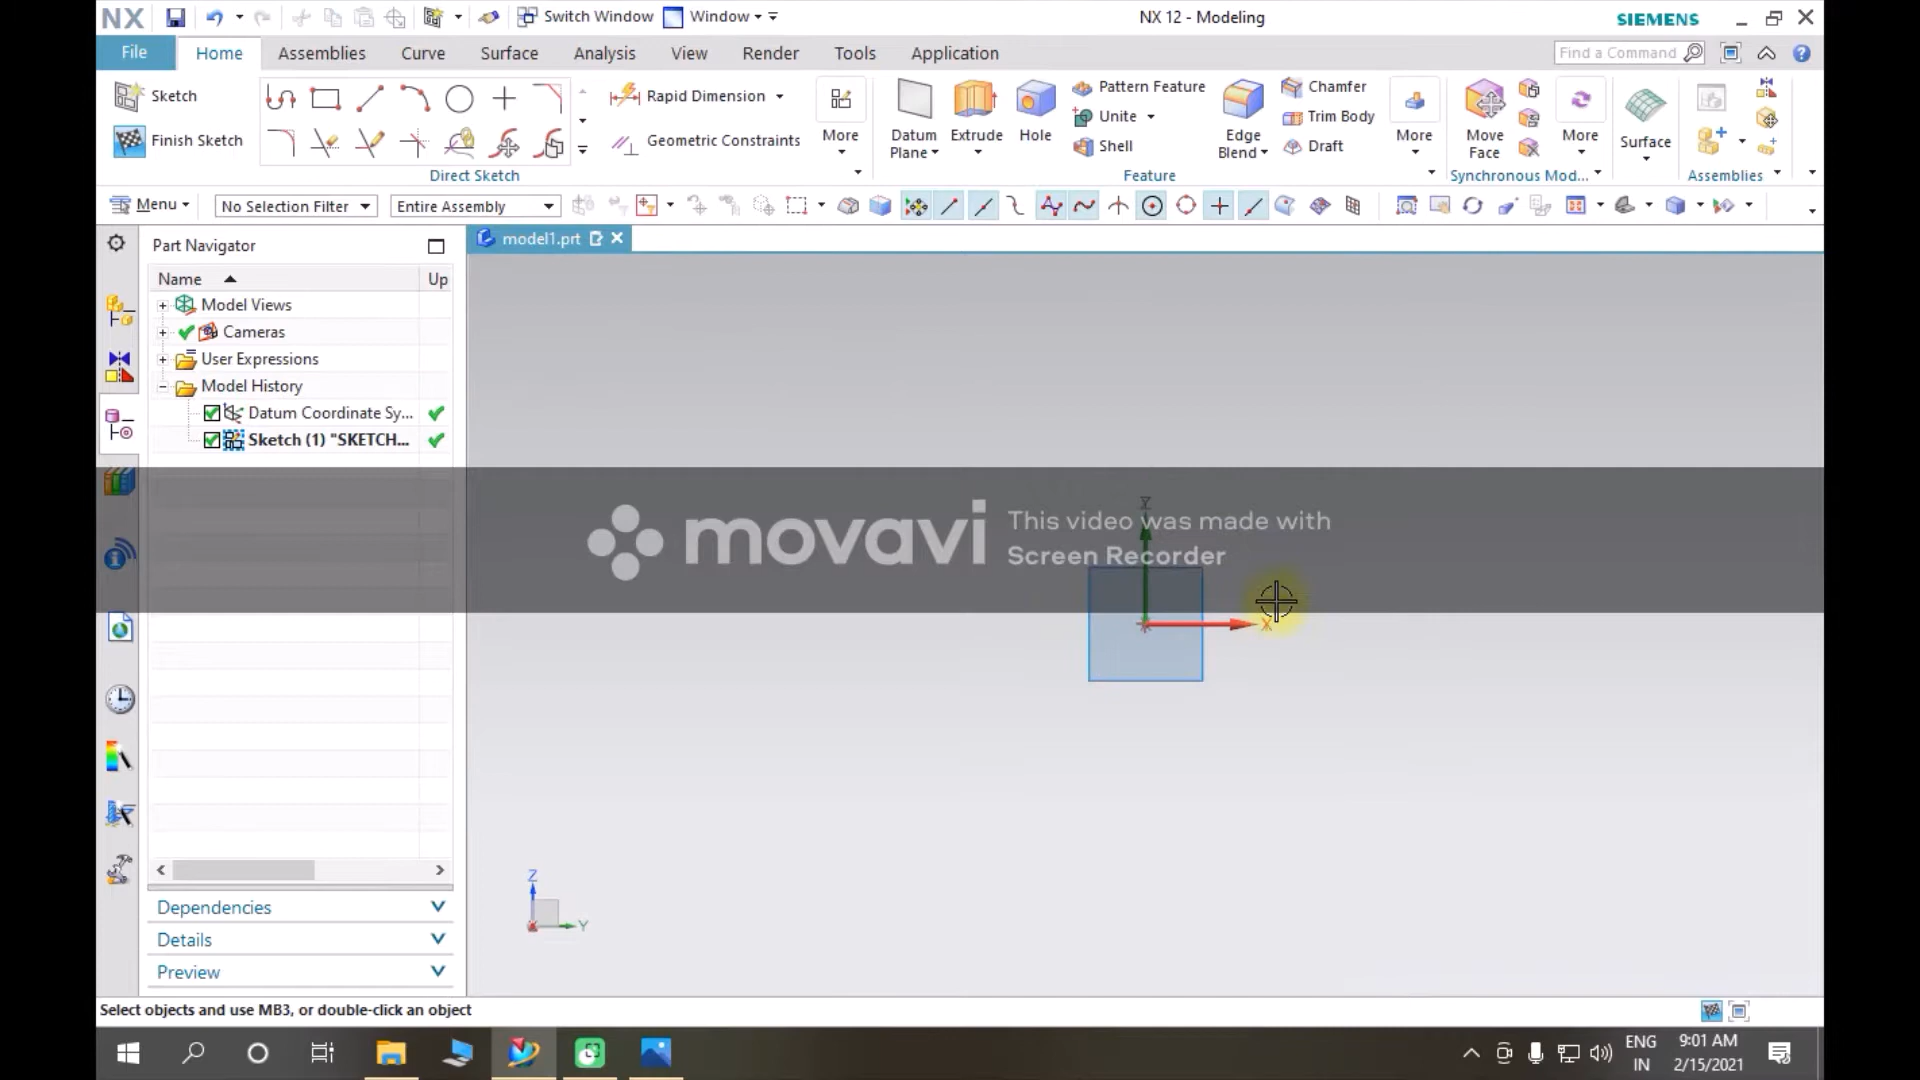 NX
Switch Window
Window
NX 12 - Modeling
SIEMENS
File
Home
Assemblies
Curve
Surface
Analysis
View
Render
Tools
Application
Find a Command
Sketch
Finish Sketch
Direct Sketch
Rapid Dimension
Geometric Constraints
More
Datum
Plane
Extrude
Hole
Pattern Feature
Unite
Shell
Edge
Blend
Chamfer
Trim Body
Draft
More
Feature
Move
Face
More
Synchronous Mod...
Surface
Assemblies
Menu
No Selection Filter
Entire Assembly
Part Navigator
model1.prt
Name
Up
Model Views
Cameras
User Expressions
Model History
Datum Coordinate Sy...
Sketch (1) "SKETCH...
movavi
This video was made with
Screen Recorder
Z
X
Z
Y
Dependencies
Details
Preview
Select objects and use MB3, or double-click an object
ENG
IN
9:01 AM
2/15/2021